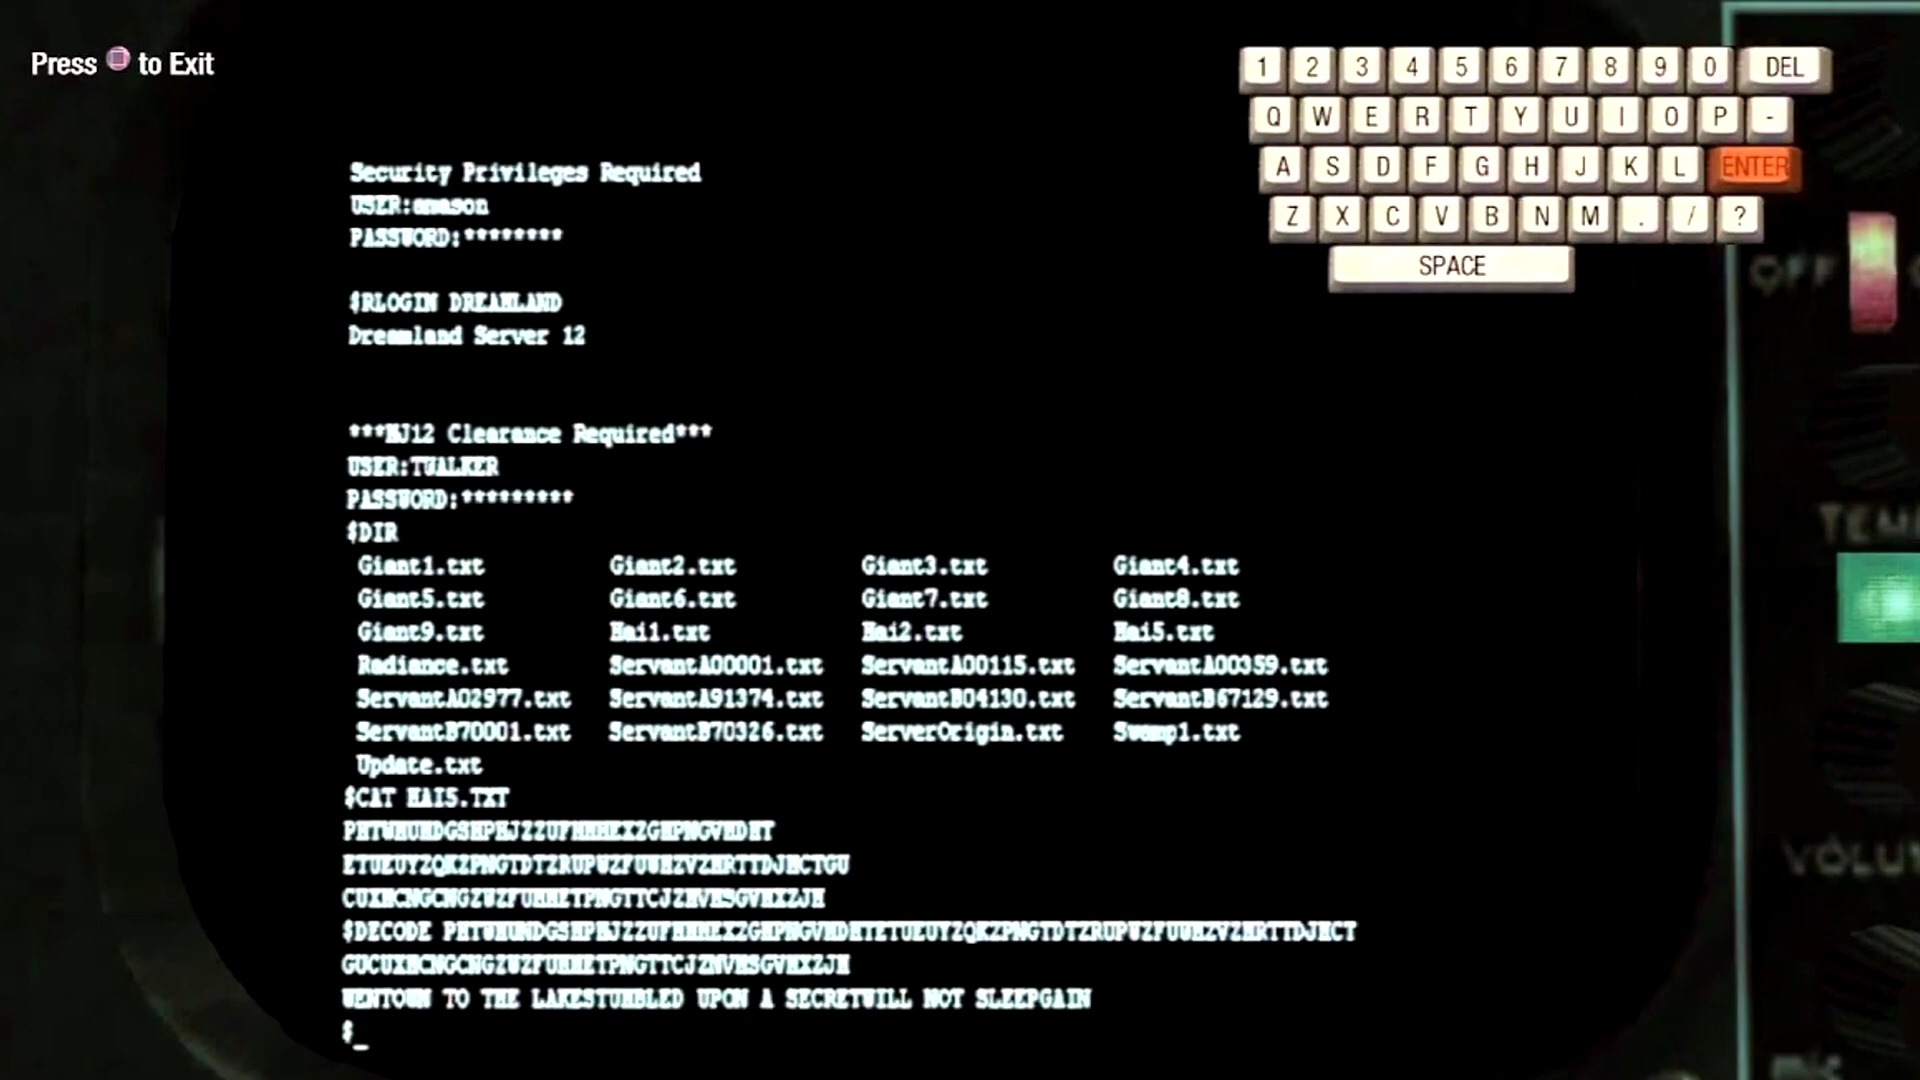 Press to Exit
1 2 3 4 5 6 7 8 9 0 DEL
Q W E R T Y U I O P -
A S D F G H J K L ENTER
Z X C V B N M . / ?
SPACE
Security Privileges Required
USER:amason
PASSWORD:********
$RLOGIN DREAMLAND
Dreamland Server 12
***MJ12 Clearance Required***
USER:TWALKER
PASSWORD:*********
$DIR
Giant1.txt Giant2.txt Giant3.txt Giant4.txt
Giant5.txt Giant6.txt Giant7.txt Giant8.txt
Giant9.txt Hai1.txt Hai2.txt Hai5.txt
Radiance.txt ServantA00001.txt ServantA00115.txt ServantA00359.txt
ServantA02977.txt ServantA91374.txt ServantB04130.txt ServantB67129.txt
ServantB70001.txt ServantB70326.txt ServerOrigin.txt Swamp1.txt
Update.txt
$CAT HAI5.TXT
$DECODE
WENTOWN TO THE LAKESTUMBLED UPON A SECRETWILL NOT SLEEPGAIN
$_
OFF
mic